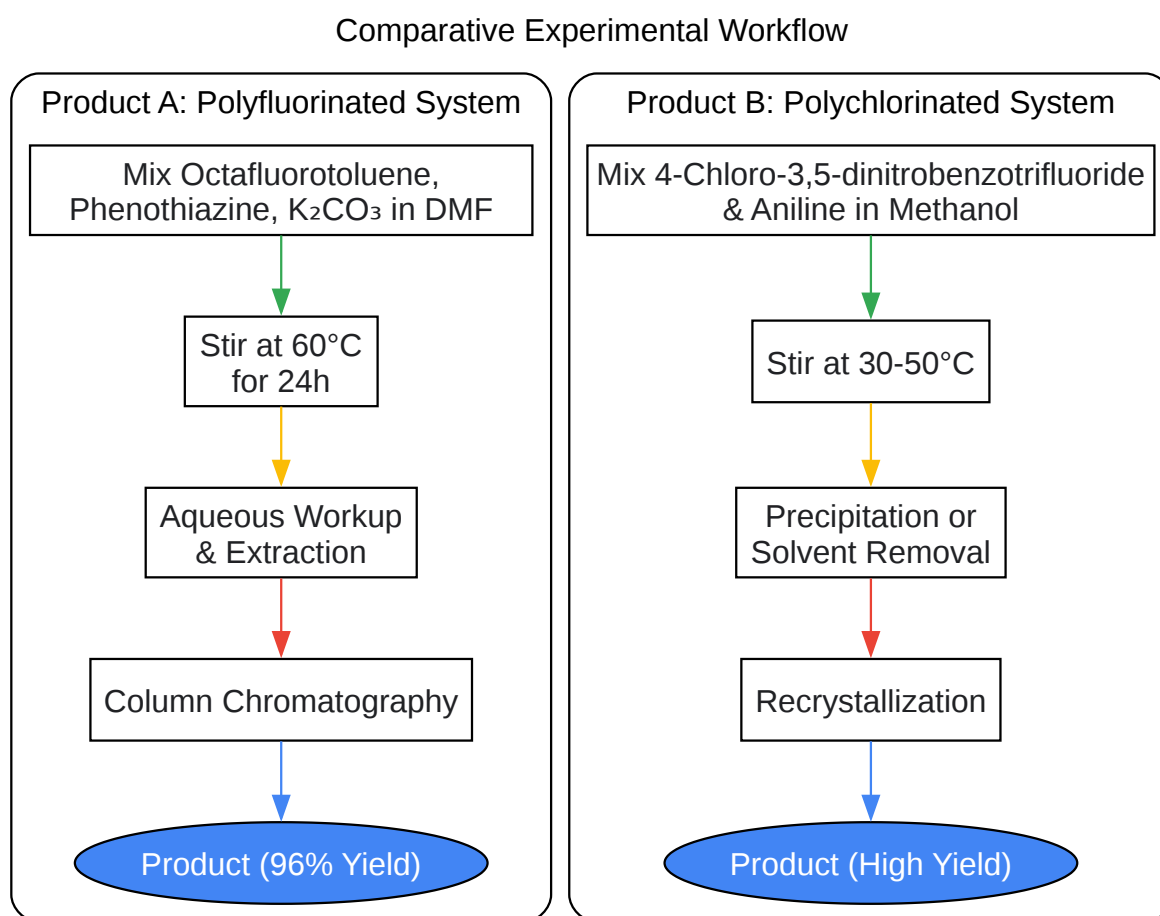 Comparative Experimental Workflow
Product A: Polyfluorinated System
Mix Octafluorotoluene,
Phenothiazine, K₂CO₃ in DMF
Stir at 60°C
for 24h
Aqueous Workup
& Extraction
Column Chromatography
Product (96% Yield)
Product B: Polychlorinated System
Mix 4-Chloro-3,5-dinitrobenzotrifluoride
& Aniline in Methanol
Stir at 30-50°C
Precipitation or
Solvent Removal
Recrystallization
Product (High Yield)